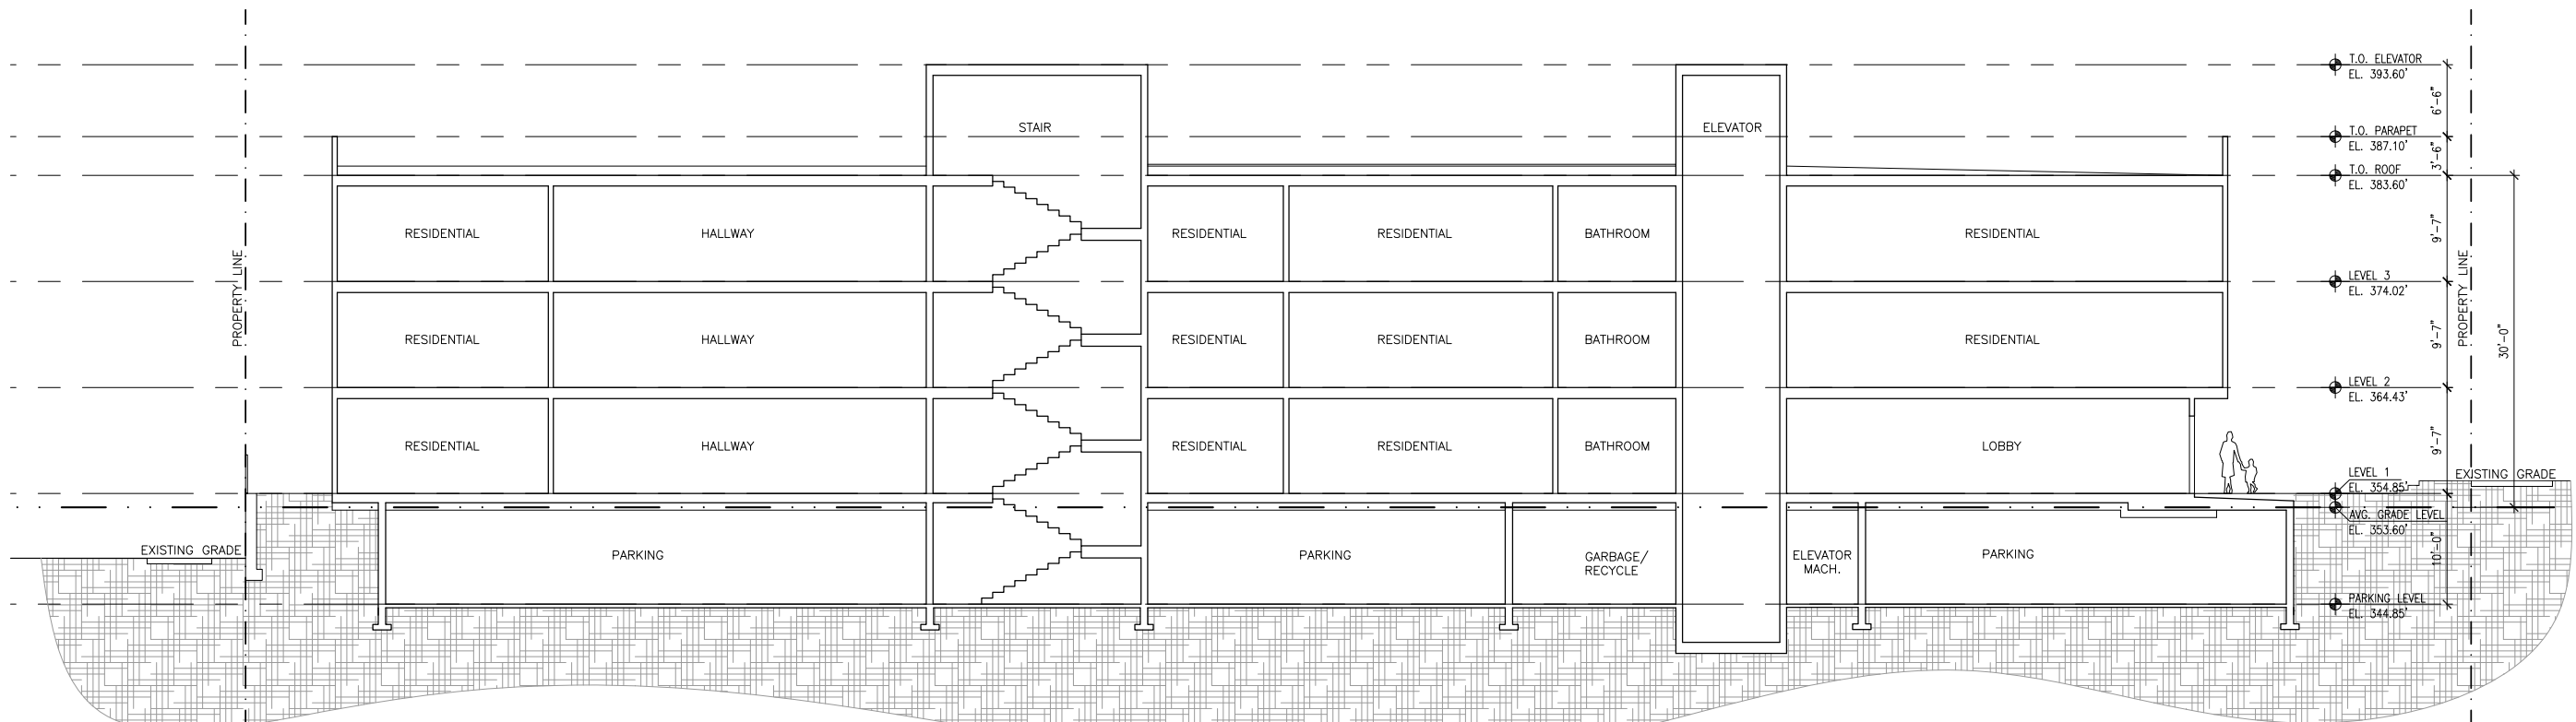 T.O. ELEVATOR
EL. 393.60'
6'-6"
STAIR
ELEVATOR
T.O. PARAPET
EL. 387.10'
3'-6"
T.O. ROOF
EL. 383.60'
RESIDENTIAL
HALLWAY
RESIDENTIAL
RESIDENTIAL
BATHROOM
RESIDENTIAL
9'-7"
PROPERTY LINE
PROPERTY LINE
LEVEL 3
EL. 374.02'
RESIDENTIAL
HALLWAY
RESIDENTIAL
RESIDENTIAL
BATHROOM
RESIDENTIAL
9'-7"
30'-0"
LEVEL 2
EL. 364.43'
RESIDENTIAL
HALLWAY
RESIDENTIAL
RESIDENTIAL
BATHROOM
LOBBY
9'-7"
LEVEL 1
EL. 354.85'
EXISTING GRADE
AVG. GRADE LEVEL
EL. 353.60'
10'-0"
EXISTING GRADE
PARKING
PARKING
GARBAGE/
RECYCLE
ELEVATOR
MACH.
PARKING
PARKING LEVEL
EL. 344.85'